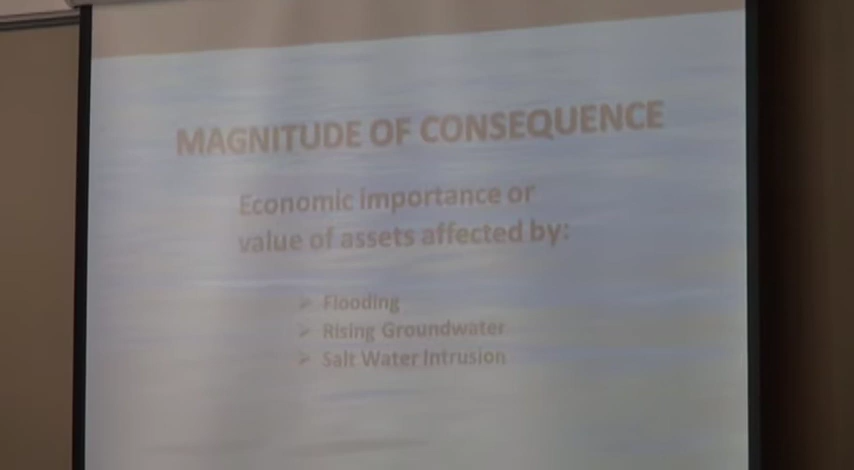 MAGNITUDE OF CONSEQUENCE
Economic importance or
value of assets affected by:
➢ Flooding
➢ Rising Groundwater
➢ Salt Water Intrusion